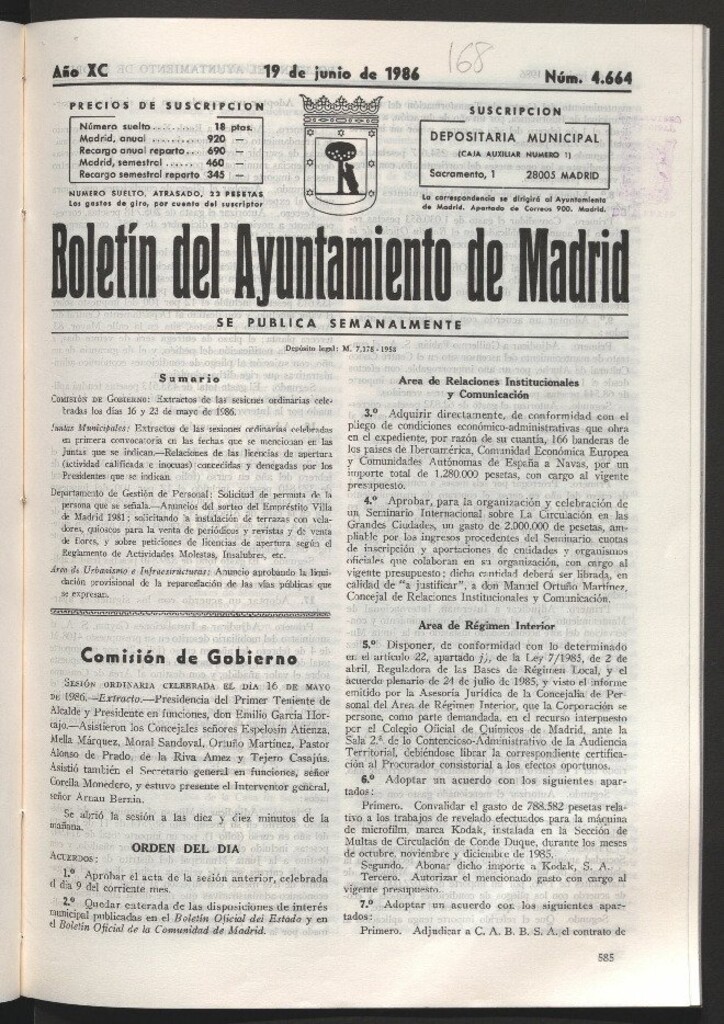 168
Año XC
19 de junio de 1986
Núm. 4.664
PRECIOS DE SUSCRIPCION
Número suelto .......... 18 ptas.
Madrid, anual .......... 920 —
Recargo anual reparto .. 690 —
Madrid, semestral ...... 460 —
Recargo semestral reparto 345 —
NUMERO SUELTO, ATRASADO, 22 PESETAS
Los gastos de giro, por cuenta del suscriptor
SUSCRIPCION
DEPOSITARIA MUNICIPAL
(CAJA AUXILIAR NUMERO 1)
Sacramento, 1 28005 MADRID
La correspondencia se dirigirá al Ayuntamiento
de Madrid. Apartado de Correos 900. Madrid.
Boletín del Ayuntamiento de Madrid
SE PUBLICA SEMANALMENTE
Depósito legal: M. 7.178 - 1958
Sumario
COMISIÓN DE GOBIERNO: Extractos de las sesiones ordinarias cele-
bradas los días 16 y 23 de mayo de 1986.
Juntas Municipales: Extractos de las sesiones ordinarias celebradas
en primera convocatoria en las fechas que se mencionan en las
Juntas que se indican.—Relaciones de las licencias de apertura
(actividad calificada e inocuas) concedidas y denegadas por los
Presidentes que se indican.
Departamento de Gestión de Personal: Solicitud de permuta de la
persona que se señala.—Anuncios del sorteo del Empréstito Villa
de Madrid 1981; solicitando la instalación de terrazas con vela-
dores, quioscos para la venta de periódicos y revistas y de venta
de flores, y sobre peticiones de licencias de apertura según el
Reglamento de Actividades Molestas, Insalubres, etc.
Area de Urbanismo e Infraestructuras: Anuncio aprobando la liqui-
dación provisional de la reparcelación de las vías públicas que
se expresan.
Comisión de Gobierno
SESIÓN ORDINARIA CELEBRADA EL DÍA 16 DE MAYO
DE 1986.—Extracto.—Presidencia del Primer Teniente de
Alcalde y Presidente en funciones, don Emilio García Hor-
cajo.—Asistieron los Concejales señores Espelosín Atienza,
Mella Márquez, Moral Sandoval, Ortuño Martínez, Pastor
Alonso de Prado, de la Riva Amez y Tejero Casajús.
Asistió también el Secretario general en funciones, señor
Corella Monedero, y estuvo presente el Interventor general,
señor Arnau Bernia.
Se abrió la sesión a las diez y diez minutos de la
mañana.
ORDEN DEL DIA
ACUERDOS:
1.º Aprobar el acta de la sesión anterior, celebrada
el día 9 del corriente mes.
2.º Quedar enterada de las disposiciones de interés
municipal publicadas en el Boletín Oficial del Estado y en
el Boletín Oficial de la Comunidad de Madrid.
Area de Relaciones Institucionales
y Comunicación
3.º Adquirir directamente, de conformidad con el
pliego de condiciones económico-administrativas que obra
en el expediente, por razón de su cuantía, 166 banderas de
los países de Iberoamérica, Comunidad Económica Europea
y Comunidades Autónomas de España a Navas, por un
importe total de 1.280.000 pesetas, con cargo al vigente
presupuesto.
4.º Aprobar, para la organización y celebración de
un Seminario Internacional sobre La Circulación en las
Grandes Ciudades, un gasto de 2.000.000 de pesetas, am-
pliable por los ingresos procedentes del Seminario, cuotas
de inscripción y aportaciones de entidades y organismos
oficiales que colaboran en su organización, con cargo al
vigente presupuesto; dicha cantidad deberá ser librada, en
calidad de "a justificar", a don Manuel Ortuño Martínez,
Concejal de Relaciones Institucionales y Comunicación.
Area de Régimen Interior
5.º Disponer, de conformidad con lo determinado
en el artículo 22, apartado j), de la Ley 7/1985, de 2 de
abril, Reguladora de las Bases de Régimen Local, y el
acuerdo plenario de 24 de julio de 1985, y visto el informe
emitido por la Asesoría Jurídica de la Concejalía de Per-
sonal del Area de Régimen Interior, que la Corporación se
persone, como parte demandada, en el recurso interpuesto
por el Colegio Oficial de Químicos de Madrid, ante la
Sala 2.ª de lo Contencioso-Administrativo de la Audiencia
Territorial, debiéndose librar la correspondiente certificación
al Procurador consistorial a los efectos oportunos.
6.º Adoptar un acuerdo con los siguientes apar-
tados:
Primero. Convalidar el gasto de 788.582 pesetas rela-
tivo a los trabajos de revelado efectuados para la máquina
de microfilm, marca Kodak, instalada en la Sección de
Multas de Circulación de Conde Duque, durante los meses
de octubre, noviembre y diciembre de 1985.
Segundo. Abonar dicho importe a Kodak, S. A.
Tercero. Autorizar el mencionado gasto con cargo al
vigente presupuesto.
7.º Adoptar un acuerdo con los siguientes apar-
tados:
Primero. Adjudicar a C. A. B. B. S. A. el contrato de
585